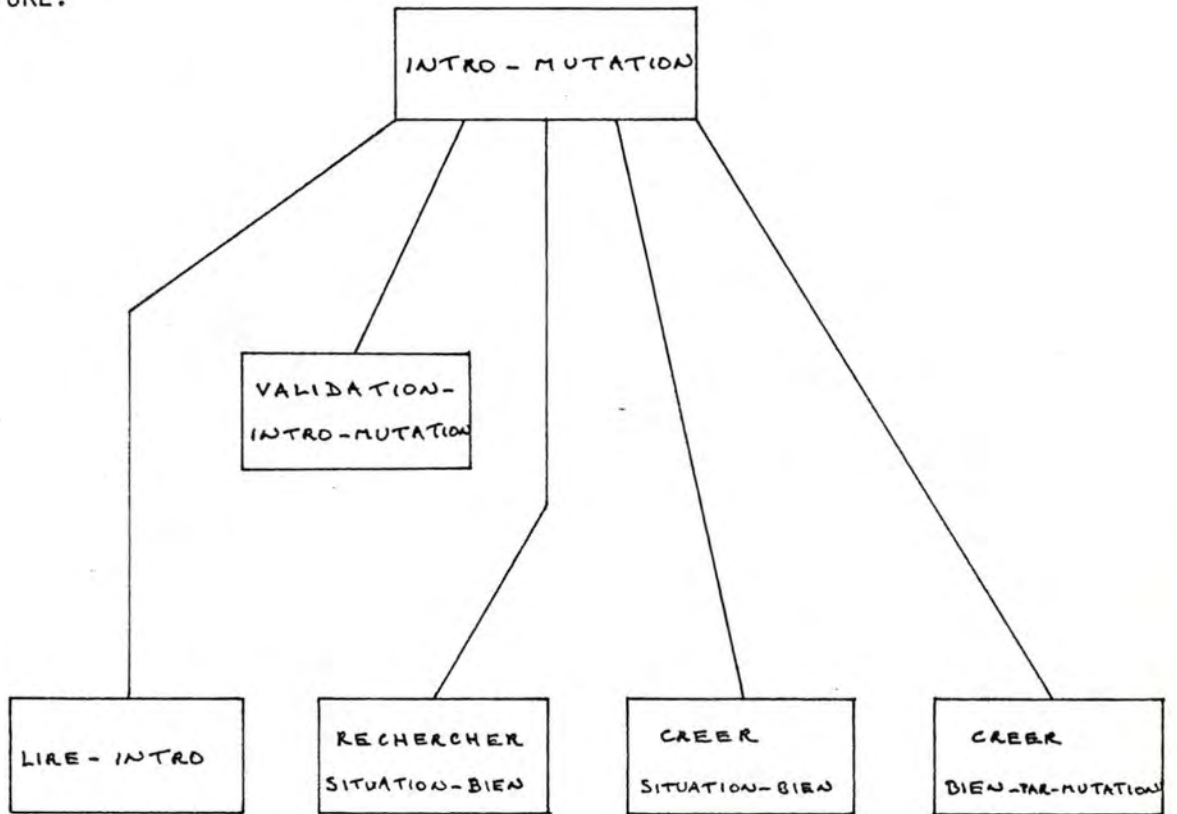 URE.
INTRO - MUTATION
VALIDATION-
INTRO-MUTATION
LIRE - INTRO
RECHERCHER
SITUATION-BIEN
CREER
SITUATION-BIEN
CREER
BIEN-PAR-MUTATION